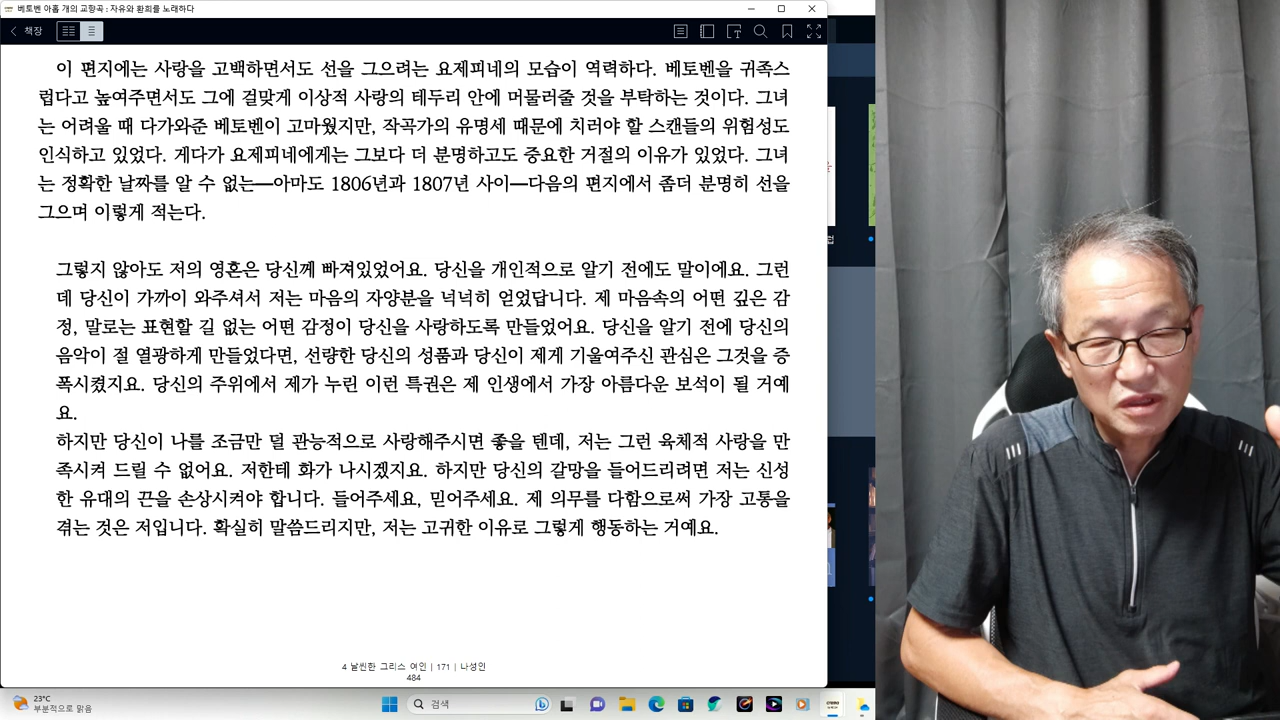 베토벤 아홉 개의 교향곡 : 자유와 환희를 노래하다
책장
이 편지에는 사랑을 고백하면서도 선을 그으려는 요제피네의 모습이 역력하다. 베토벤을 귀족스
럽다고 높여주면서도 그에 걸맞게 이상적 사랑의 테두리 안에 머물러줄 것을 부탁하는 것이다. 그녀
는 어려울 때 다가와준 베토벤이 고마웠지만, 작곡가의 유명세 때문에 치러야 할 스캔들의 위험성도
인식하고 있었다. 게다가 요제피네에게는 그보다 더 분명하고도 중요한 거절의 이유가 있었다. 그녀
는 정확한 날짜를 알 수 없는—아마도 1806년과 1807년 사이—다음의 편지에서 좀더 분명히 선을
그으며 이렇게 적는다.
그렇지 않아도 저의 영혼은 당신께 빠져있었어요. 당신을 개인적으로 알기 전에도 말이에요. 그런
데 당신이 가까이 와주셔서 저는 마음의 자양분을 넉넉히 얻었답니다. 제 마음속의 어떤 깊은 감
정, 말로는 표현할 길 없는 어떤 감정이 당신을 사랑하도록 만들었어요. 당신을 알기 전에 당신의
음악이 절 열광하게 만들었다면, 선량한 당신의 성품과 당신이 제게 기울여주신 관심은 그것을 증
폭시켰지요. 당신의 주위에서 제가 누린 이런 특권은 제 인생에서 가장 아름다운 보석이 될 거예
요.
하지만 당신이 나를 조금만 덜 관능적으로 사랑해주시면 좋을 텐데, 저는 그런 육체적 사랑을 만
족시켜 드릴 수 없어요. 저한테 화가 나시겠지요. 하지만 당신의 갈망을 들어드리려면 저는 신성
한 유대의 끈을 손상시켜야 합니다. 들어주세요, 믿어주세요. 제 의무를 다함으로써 가장 고통을
겪는 것은 저입니다. 확실히 말씀드리지만, 저는 고귀한 이유로 그렇게 행동하는 거예요.
4 날씬한 그리스 여인 | 171 | 나성인
484
23°C
부분적으로 맑음
검색